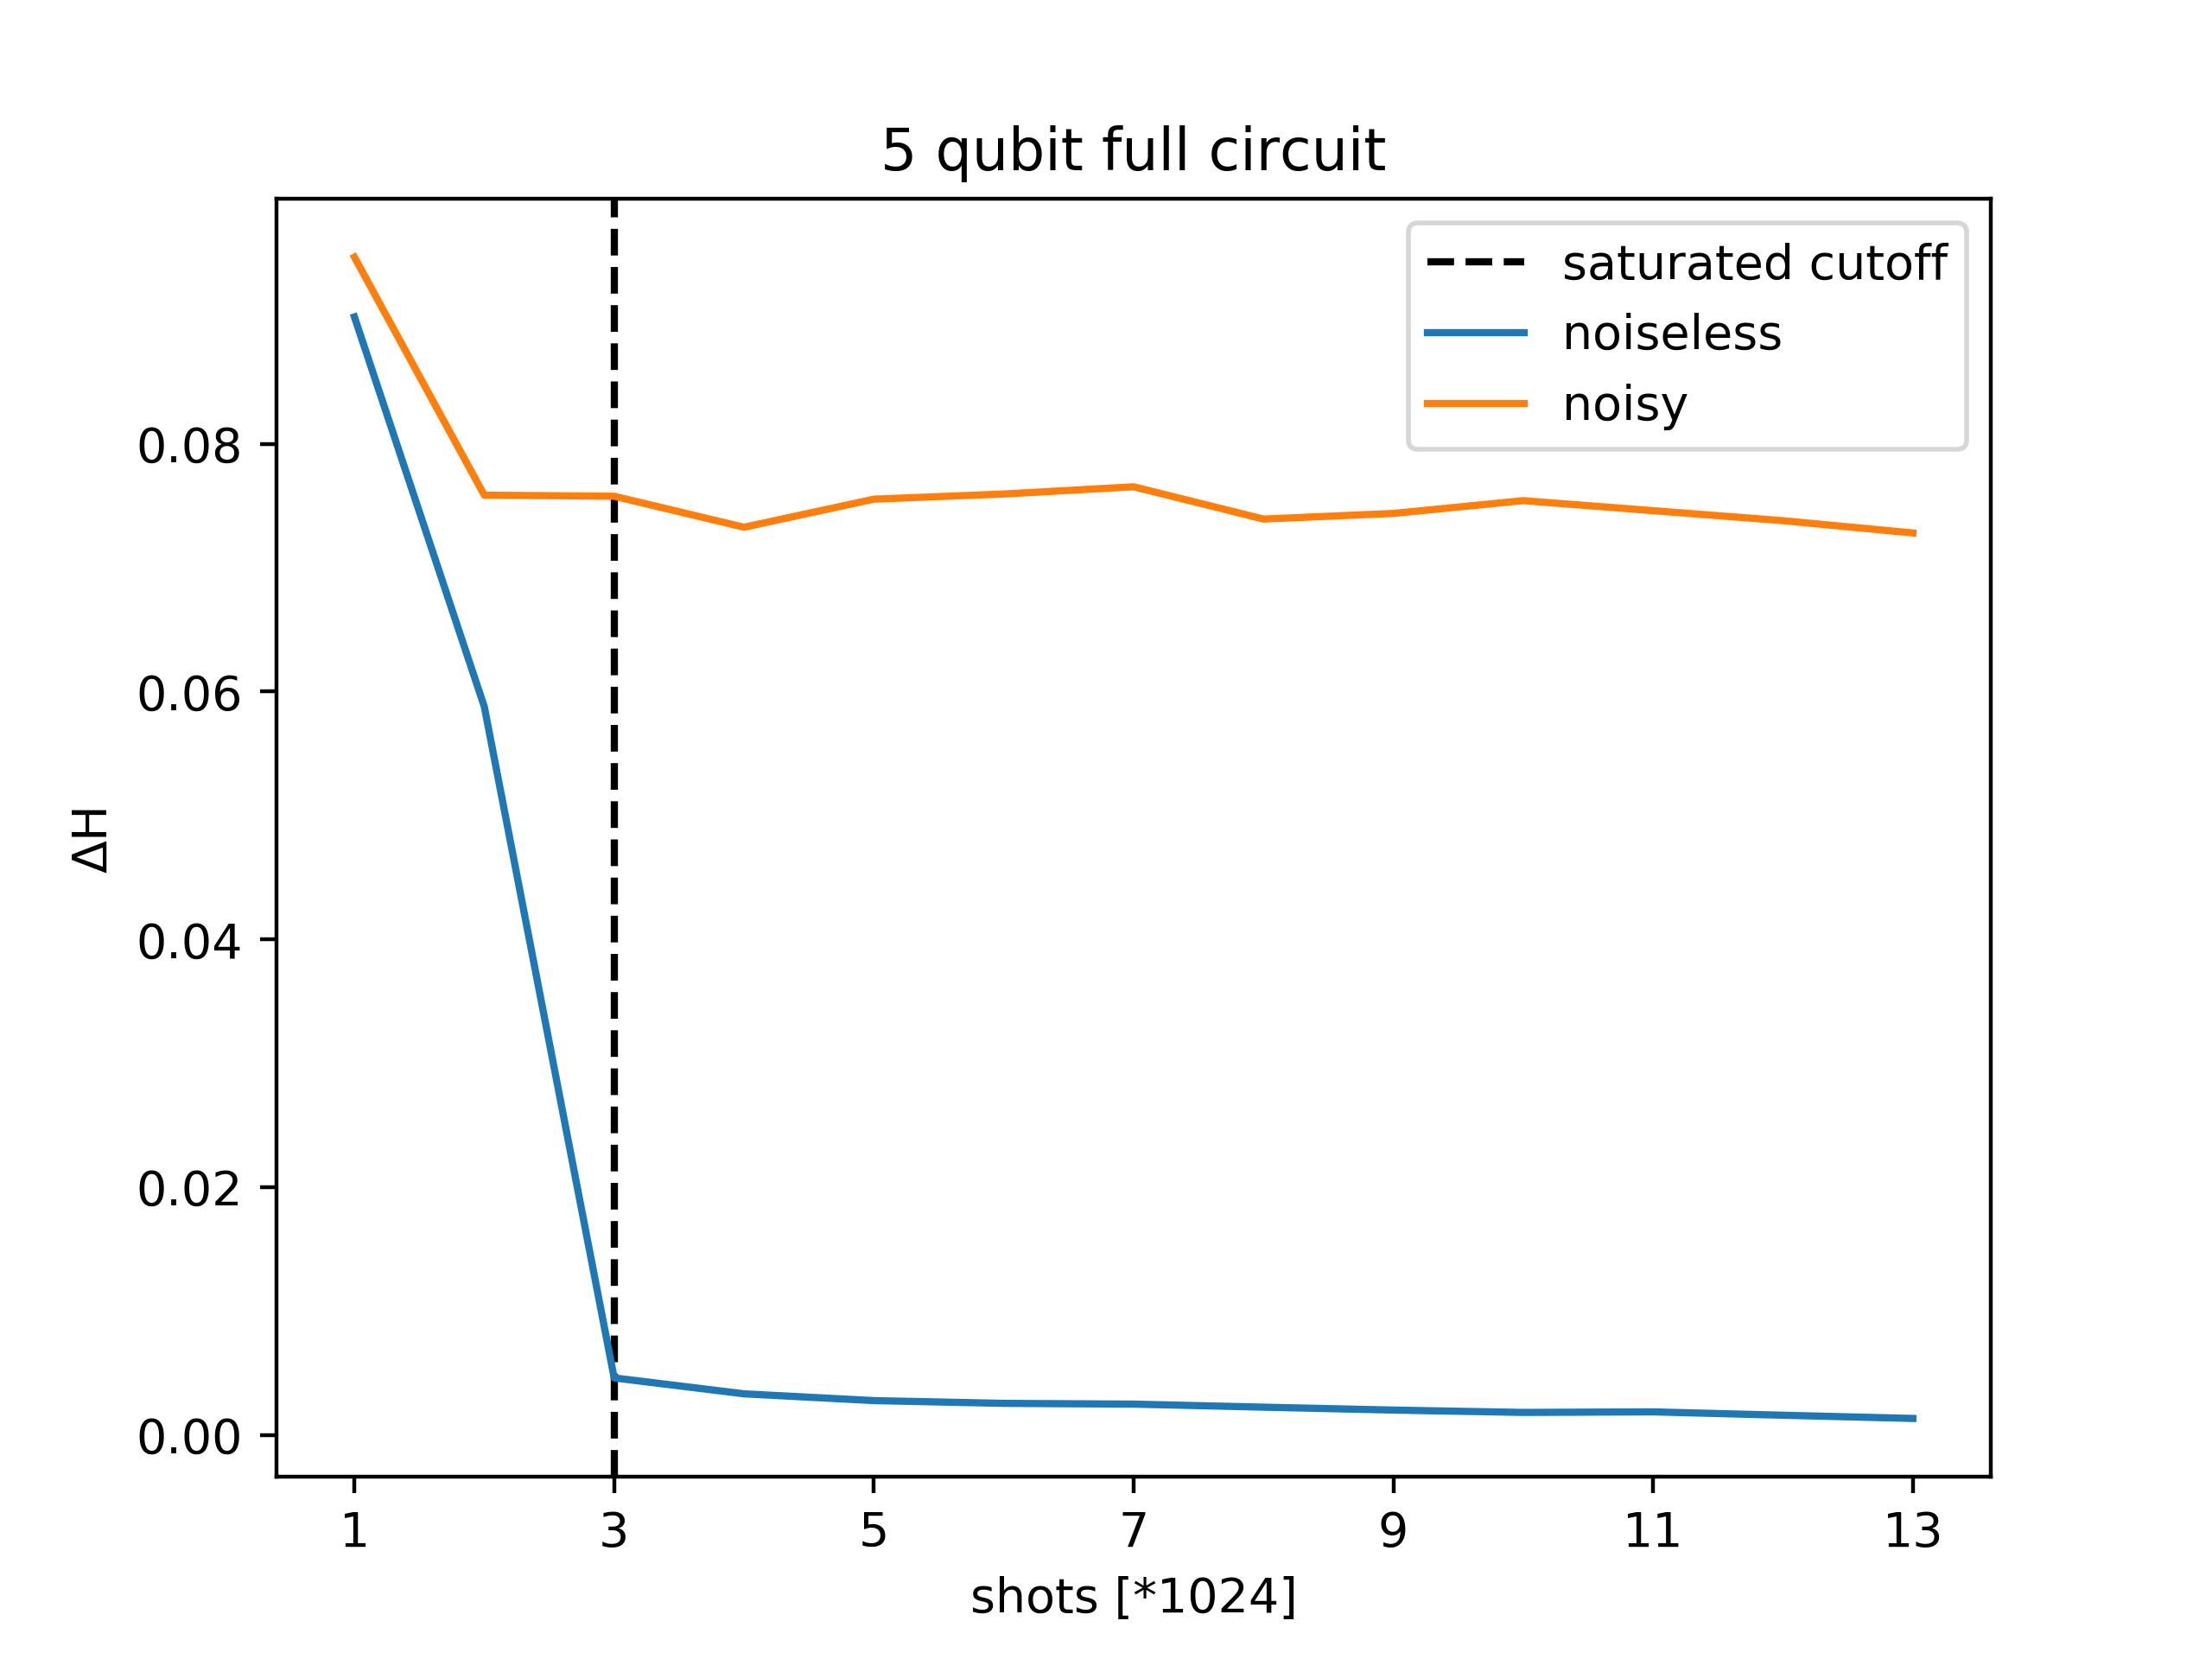 5 qubit full circuit
saturated cutoff
noiseless
noisy
0.08
0.06
0.04
0.02
0.00
ΔH
1 3 5 7 9 11 13
shots [*1024]